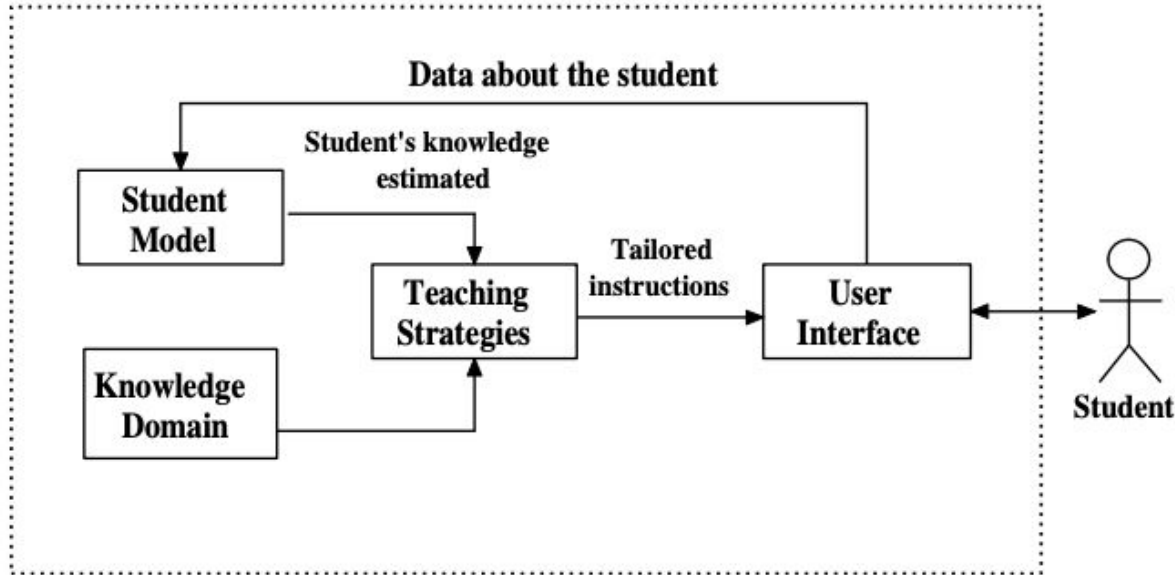 Data about the student
Student's knowledge
estimated
Student
Model
Tailored
instructions
Teaching
Strategies
User
Interface
Knowledge
Domain
Student